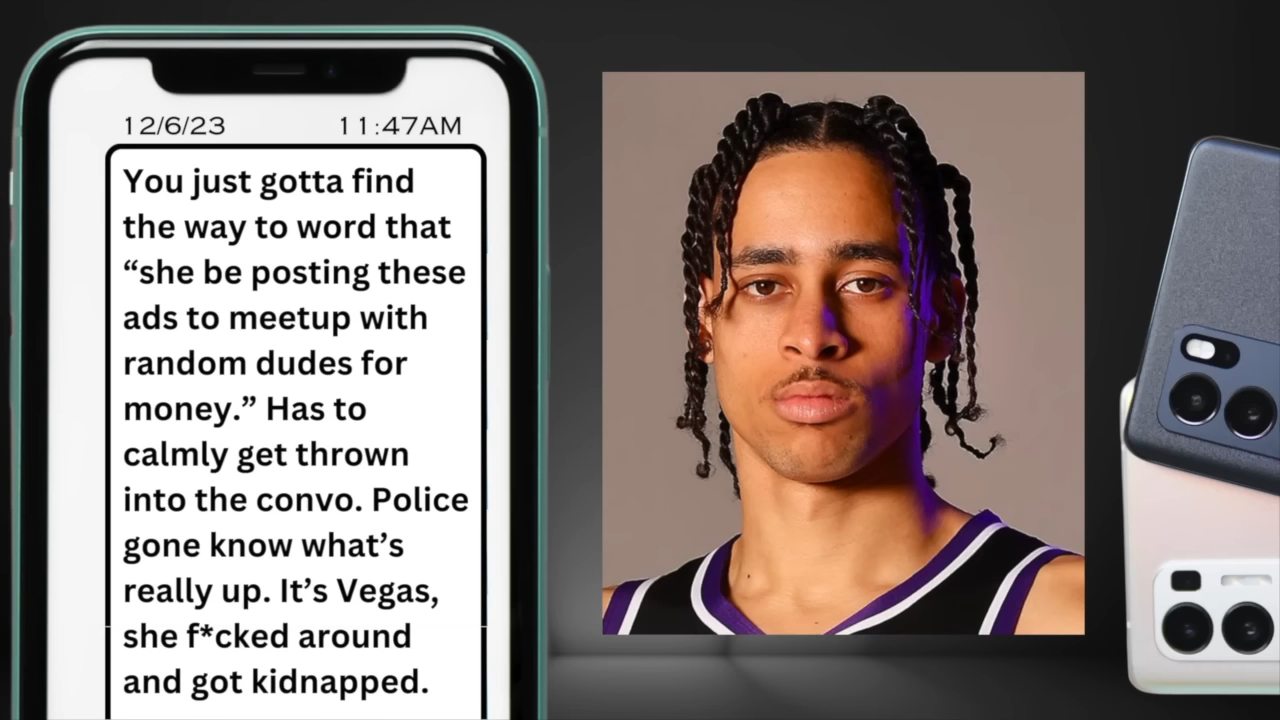 12/6/23 11:47AM
You just gotta find
the way to word that
“she be posting these
ads to meetup with
random dudes for
money.” Has to
calmly get thrown
into the convo. Police
gone know what’s
really up. It’s Vegas,
she f*cked around
and got kidnapped.